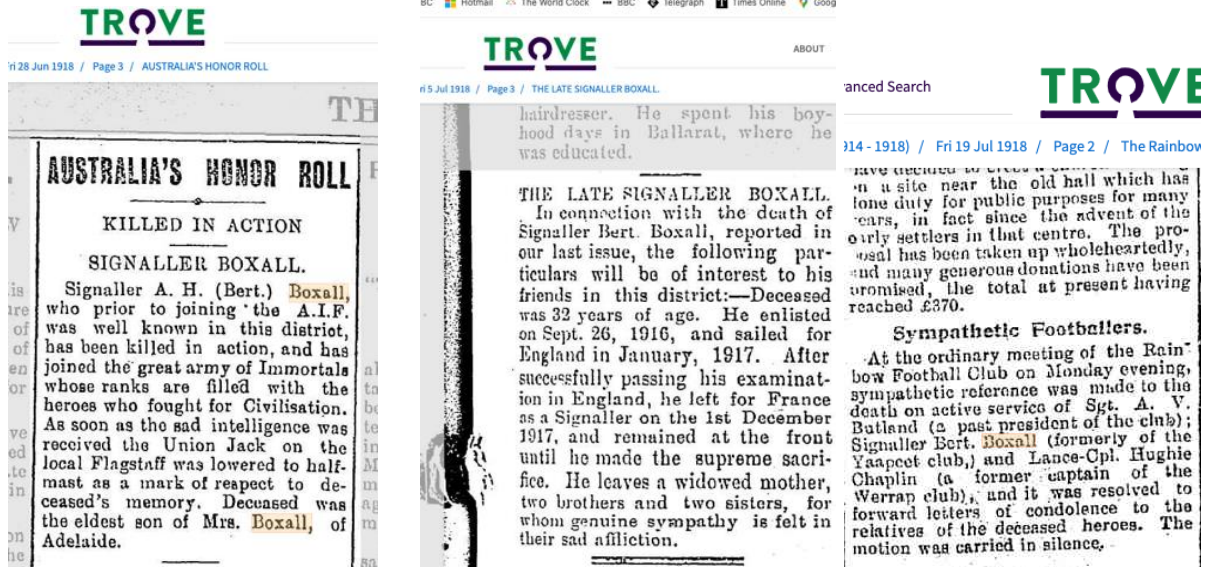 TROVE
Fri 28 Jun 1918 / Page 3 / AUSTRALIA'S HONOR ROLL
TH
AUSTRALIA'S HONOR ROLL
KILLED IN ACTION
SIGNALLER BOXALL.
Signaller A. H. (Bert.) Boxall,
who prior to joining the A.I.F.
was well known in this district,
has been killed in action, and has
joined the great army of Immortals
whose ranks are filled with the
heroes who fought for Civilisation.
As soon as the sad intelligence was
received the Union Jack on the
local Flagstaff was lowered to half-
mast as a mark of respect to de-
ceased's memory. Deceased was
the eldest son of Mrs. Boxall, of
Adelaide.
BC Hotmail The World Clock BBC Telegraph Times Online Goog
TROVE
ABOUT
ri 5 Jul 1918 / Page 3 / THE LATE SIGNALLER BOXALL.
hairdresser. He spent his boy-
hood days in Ballarat, where he
was educated.
THE LATE SIGNALLER BOXALL.
In connection with the death of
Signaller Bert. Boxall, reported in
our last issue, the following par-
ticulars will be of interest to his
friends in this district:—Deceased
was 32 years of age. He enlisted
on Sept. 26, 1916, and sailed for
England in January, 1917. After
successfully passing his examinat-
ion in England, he left for France
as a Signaller on the 1st December
1917, and remained at the front
until he made the supreme sacri-
fice. He leaves a widowed mother,
two brothers and two sisters, for
whom genuine sympathy is felt in
their sad affliction.
anced Search
TROVE
914 - 1918) / Fri 19 Jul 1918 / Page 2 / The Rainbow
have decided to
on a site near the old hall which has
done duty for public purposes for many
years, in fact since the advent of the
early settlers in that centre. The pro-
posal has been taken up wholeheartedly,
and many generous donations have been
promised, the total at present having
reached £370.
Sympathetic Footballers.
At the ordinary meeting of the Rain-
bow Football Club on Monday evening,
sympathetic reference was made to the
death on active service of Sgt. A. V.
Butland (a past president of the club);
Signaller Bert. Boxall (formerly of the
Yaapeet club,) and Lance-Cpl. Hughie
Chaplin (a former captain of the
Werrap club), and it was resolved to
forward letters of condolence to the
relatives of the deceased heroes. The
motion was carried in silence.